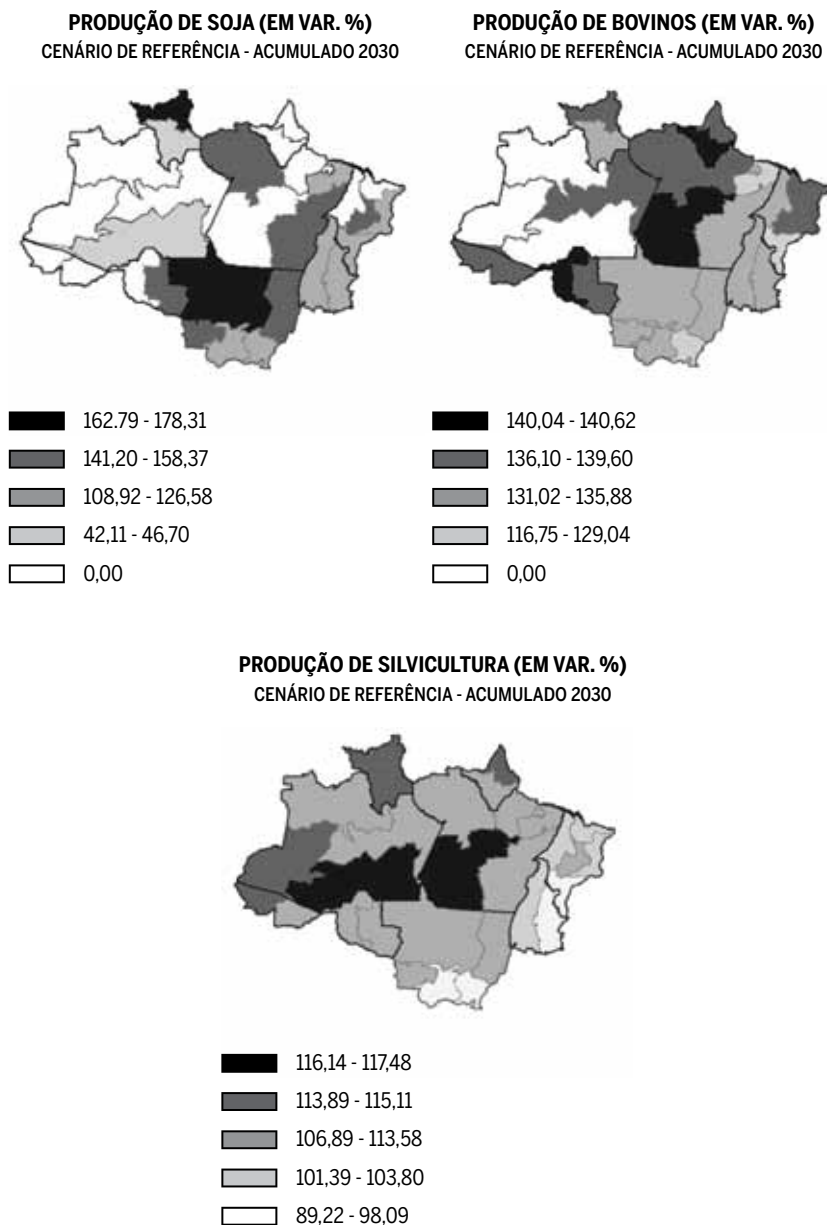 PRODUÇÃO DE SOJA (EM VAR. %)
CENÁRIO DE REFERÊNCIA - ACUMULADO 2030
162.79 - 178,31
141,20 - 158,37
108,92 - 126,58
42,11 - 46,70
0,00
PRODUÇÃO DE BOVINOS (EM VAR. %)
CENÁRIO DE REFERÊNCIA - ACUMULADO 2030
140,04 - 140,62
136,10 - 139,60
131,02 - 135,88
116,75 - 129,04
0,00
PRODUÇÃO DE SILVICULTURA (EM VAR. %)
CENÁRIO DE REFERÊNCIA - ACUMULADO 2030
116,14 - 117,48
113,89 - 115,11
106,89 - 113,58
101,39 - 103,80
89,22 - 98,09